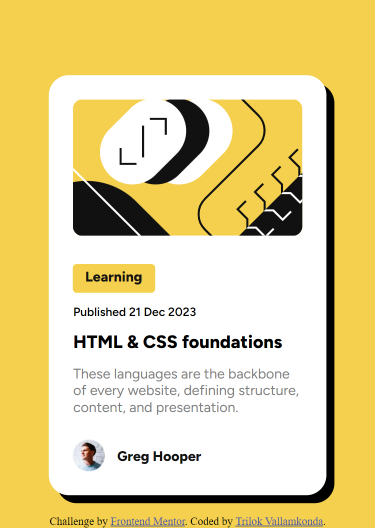 Learning
Published 21 Dec 2023
HTML & CSS foundations
These languages are the backbone
of every website, defining structure,
content, and presentation.
Greg Hooper
Challenge by Frontend Mentor. Coded by Trilok Vallamkonda.